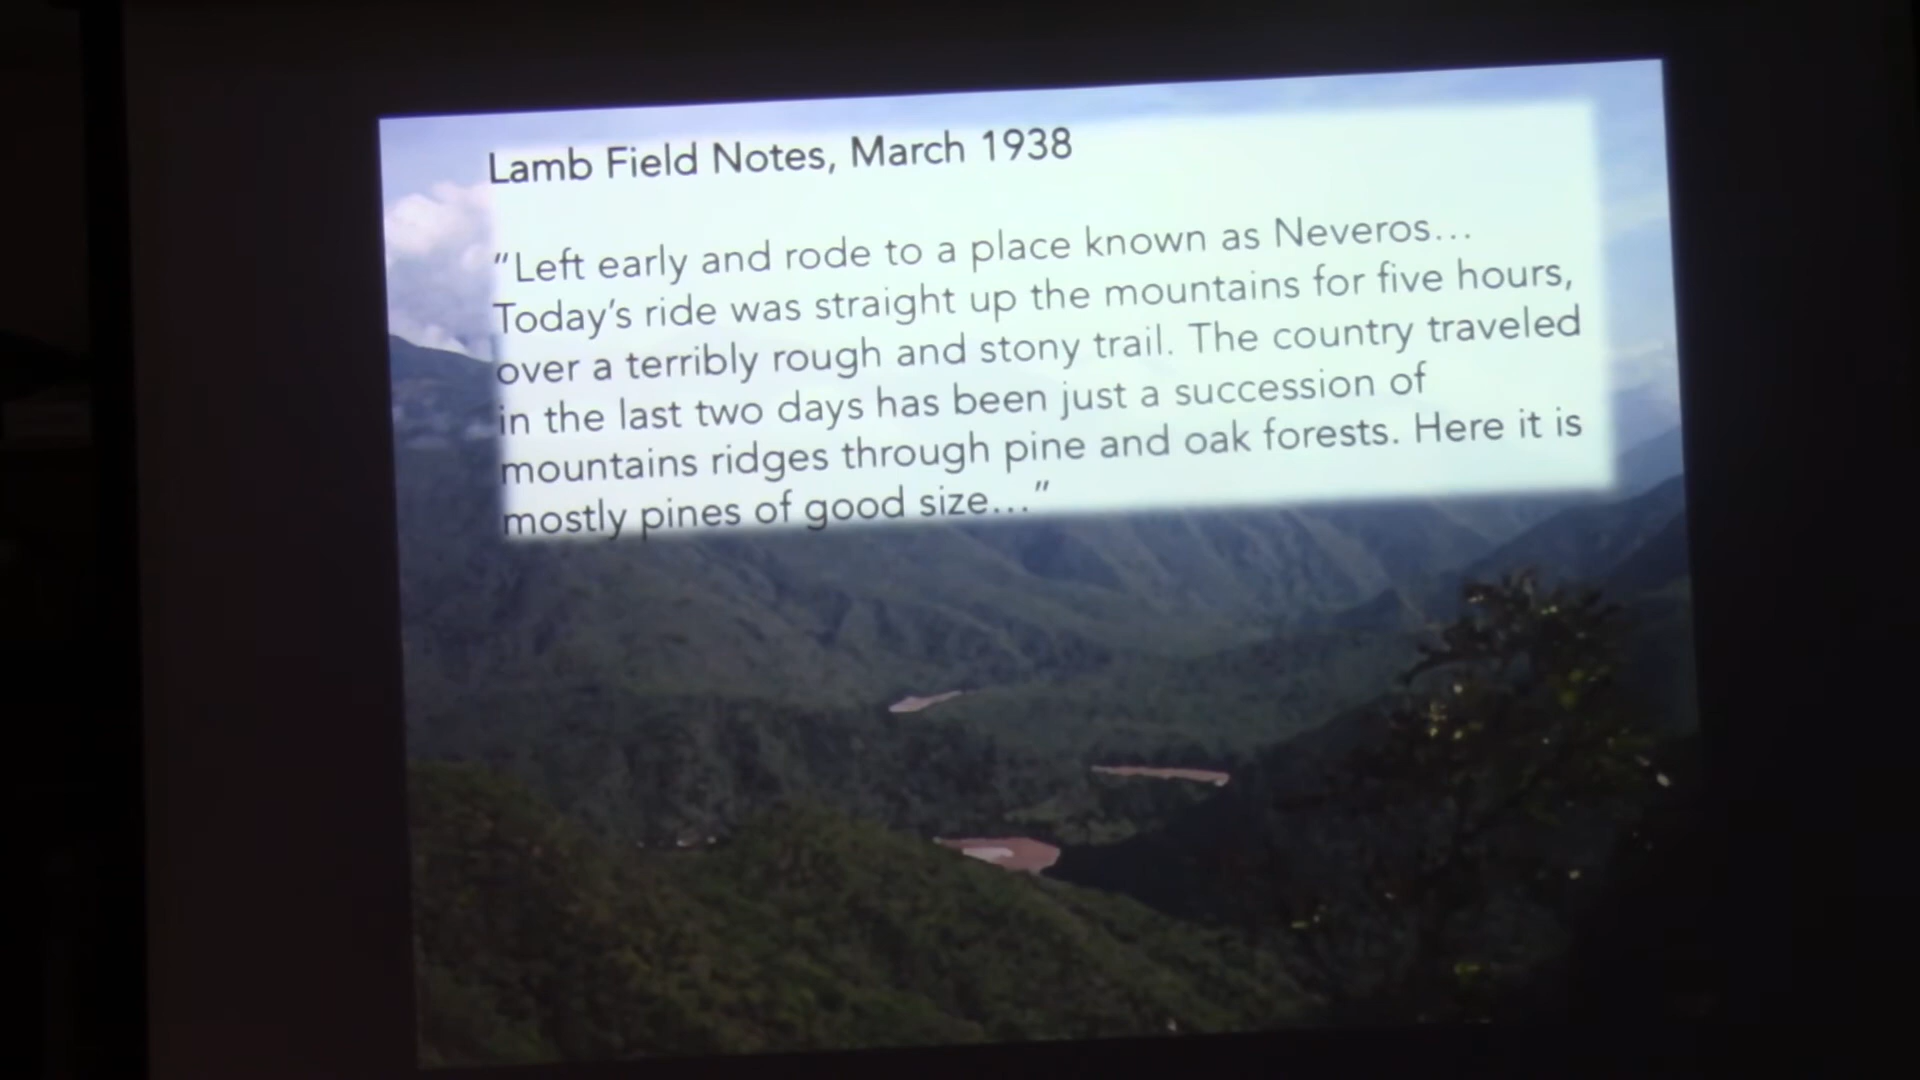 Lamb Field Notes, March 1938
"Left early and rode to a place known as Neveros...
Today's ride was straight up the mountains for five hours,
over a terribly rough and stony trail. The country traveled
in the last two days has been just a succession of
mountains ridges through pine and oak forests. Here it is
mostly pines of good size..."